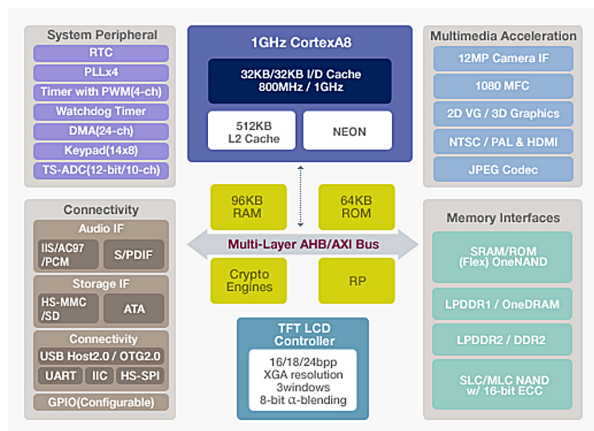 System Peripheral
RTC
PLLx4
Timer with PWM(4-ch)
Watchdog Timer
DMA(24-ch)
Keypad(14x8)
TS-ADC(12-bit/10-ch)
1GHz CortexA8
32KB/32KB I/D Cache
800MHz / 1GHz
512KB
L2 Cache
NEON
Multimedia Acceleration
12MP Camera IF
1080 MFC
2D VG / 3D Graphics
NTSC / PAL & HDMI
JPEG Codec
96KB
RAM
64KB
ROM
Multi-Layer AHB/AXI Bus
Crypto
Engines
RP
Connectivity
Audio IF
IIS/AC97
/PCM
S/PDIF
Storage IF
HS-MMC
/SD
ATA
Connectivity
USB Host2.0 / OTG2.0
UART
IIC
HS-SPI
GPIO(Configurable)
TFT LCD
Controller
16/18/24bpp
XGA resolution
3windows
8-bit α-blending
Memory Interfaces
SRAM/ROM
(Flex) OneNAND
LPDDR1 / OneDRAM
LPDDR2 / DDR2
SLC/MLC NAND
w/ 16-bit ECC